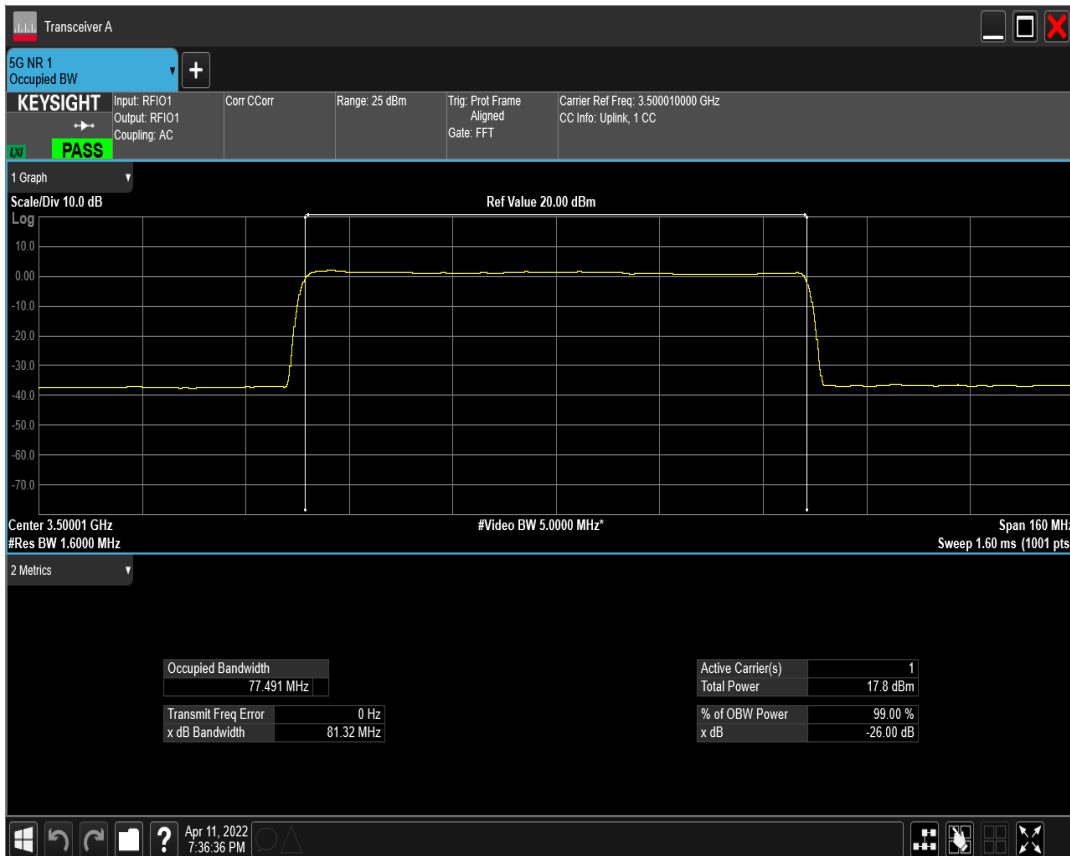 Transceiver A
5G NR 1
Occupied BW
+
KEYSIGHT
LXI
PASS
Input: RFIO1
Output: RFIO1
Coupling: AC
Corr CCorr
Range: 25 dBm
Trig: Prot Frame
Aligned
Gate: FFT
Carrier Ref Freq: 3.500010000 GHz
CC Info: Uplink, 1 CC
1 Graph
Scale/Div 10.0 dB
Ref Value 20.00 dBm
Log
10.0
0.00
-10.0
-20.0
-30.0
-40.0
-50.0
-60.0
-70.0
Center 3.50001 GHz
#Video BW 5.0000 MHz*
Span 160 MHz
#Res BW 1.6000 MHz
Sweep 1.60 ms (1001 pts
2 Metrics
Occupied Bandwidth
77.491 MHz
Transmit Freq Error 0 Hz
x dB Bandwidth 81.32 MHz
Active Carrier(s) 1
Total Power 17.8 dBm
% of OBW Power 99.00 %
x dB -26.00 dB
?
Apr 11, 2022
7:36:36 PM